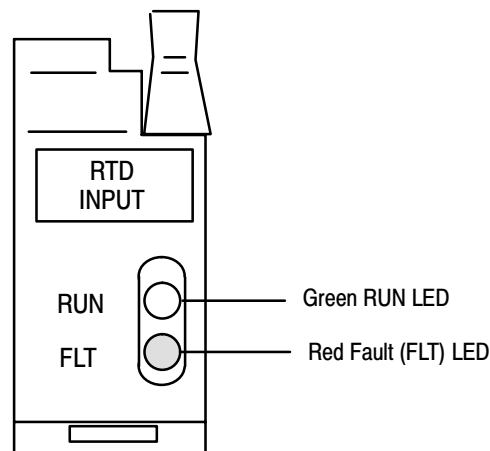 RTD
INPUT
RUN
Green RUN LED
FLT
Red Fault (FLT) LED